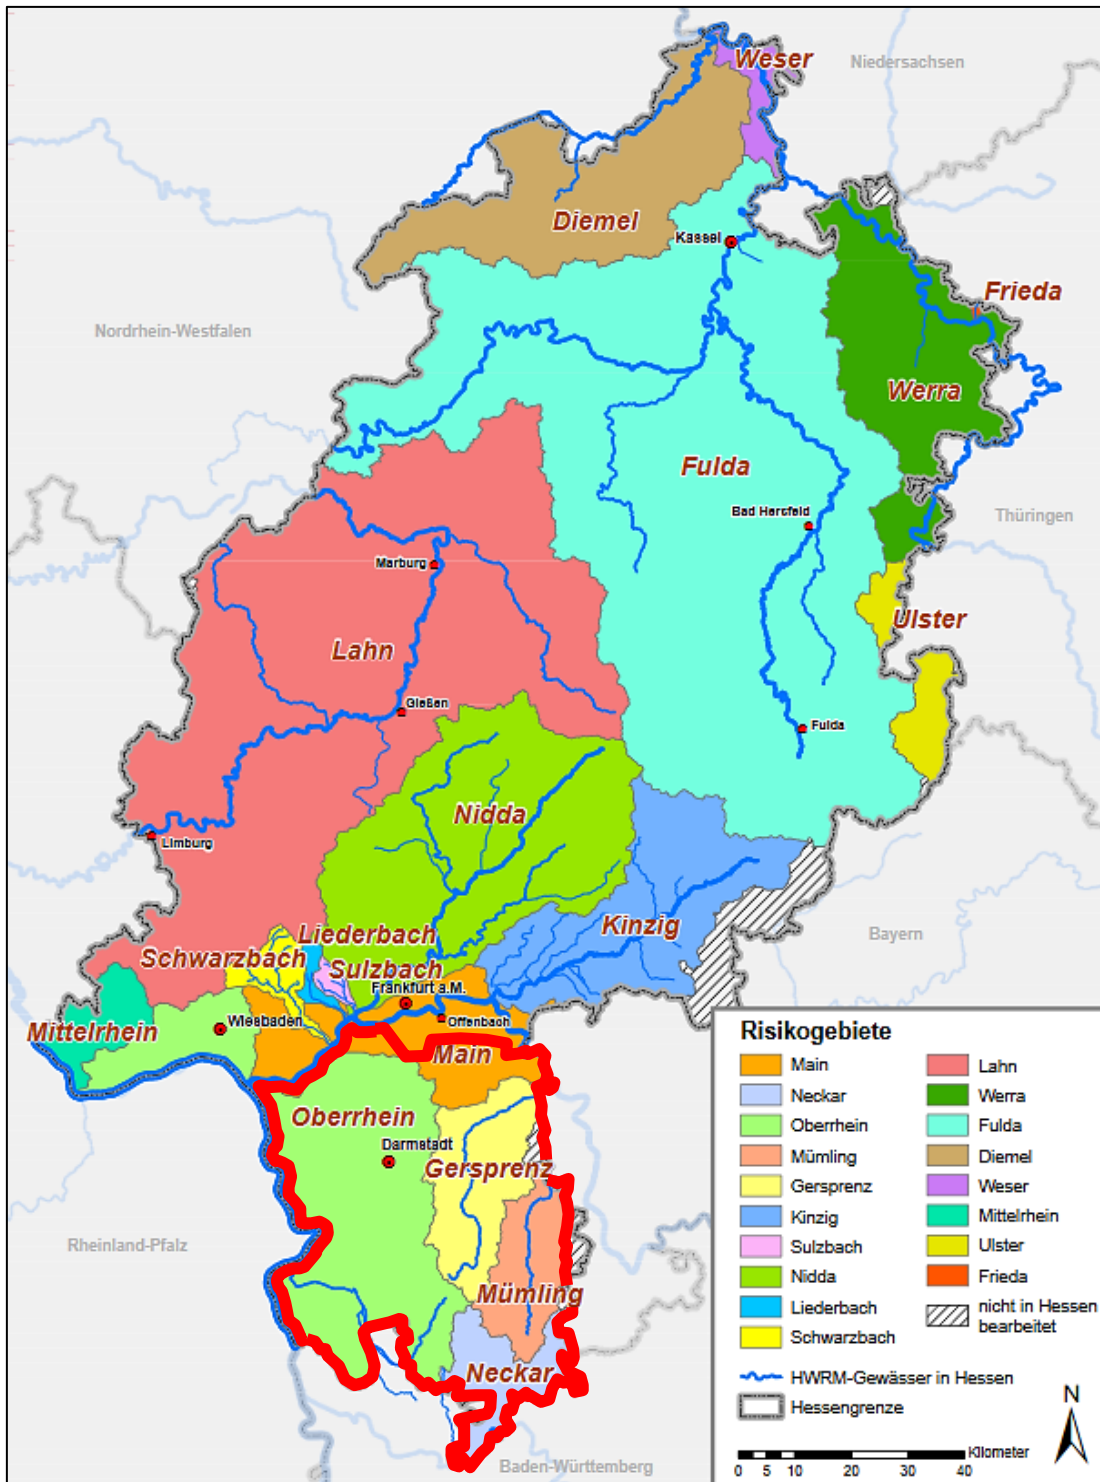 Weser
Niedersachsen
Diemel
Kassel
Frieda
Nordrhein-Westfalen
Werra
Fulda
Bad Hersfeld
Thüringen
Marburg
Ulster
Lahn
Gießen
Fulda
Nidda
Limburg
Kinzig
Bayern
Liederbach
Schwarzbach
Sulzbach
Frankfurt a.M.
Offenbach
Wiesbaden
Mittelrhein
Main
Oberrhein
Darmstadt
Gersprenz
Rheinland-Pfalz
Mümling
Neckar
Baden-Württemberg
Risikogebiete
Main
Neckar
Oberrhein
Mümling
Gersprenz
Kinzig
Sulzbach
Nidda
Liederbach
Schwarzbach
Lahn
Werra
Fulda
Diemel
Weser
Mittelrhein
Ulster
Frieda
nicht in Hessen
bearbeitet
HWRM-Gewässer in Hessen
Hessengrenze
N
Kilometer
0 5 10 20 30 40